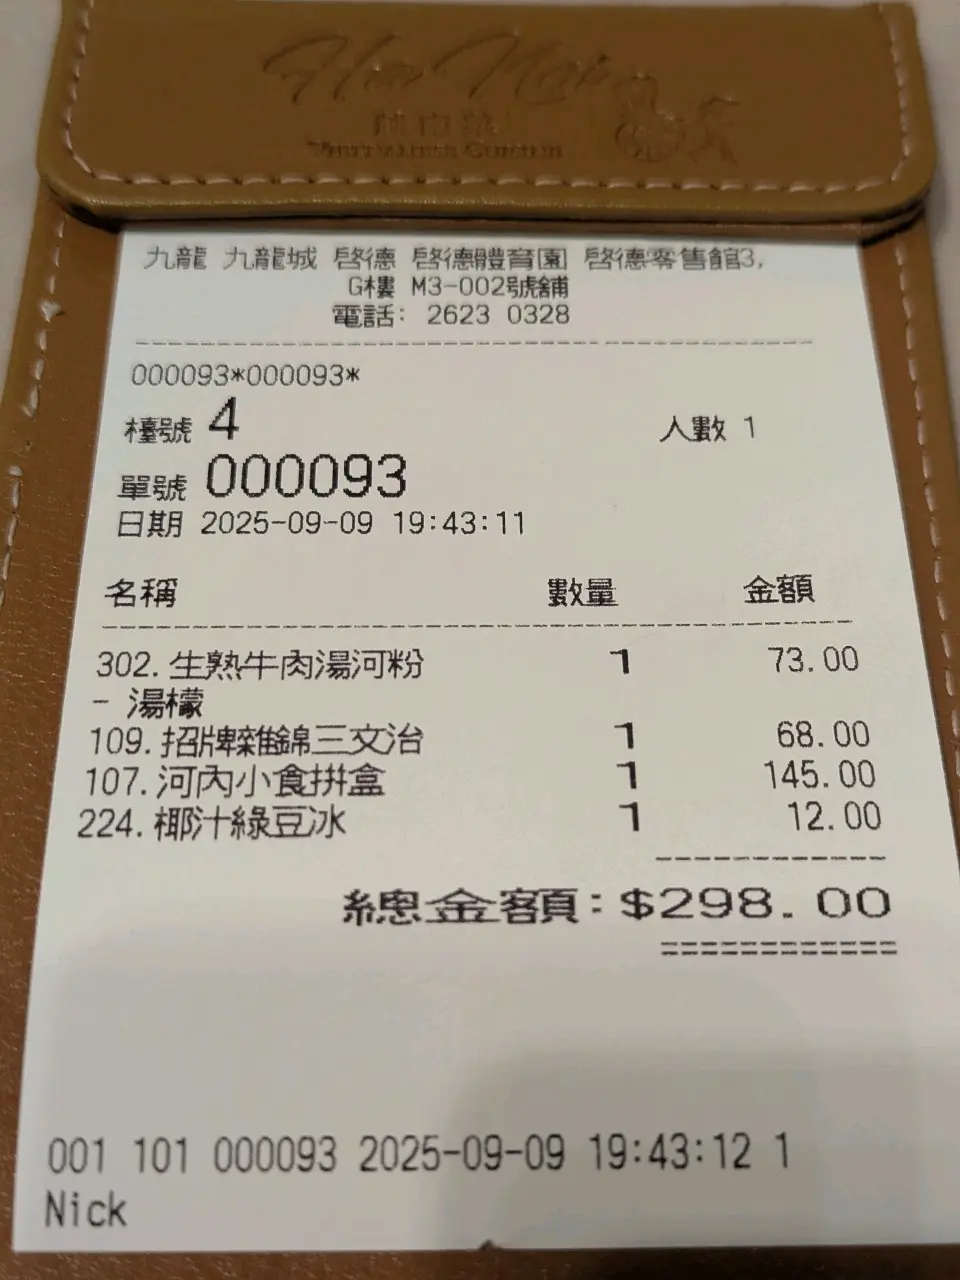 Ha Noi
VIETNAMESE CUISINE
九龍 九龍城 啓德 啓德體育園 啓德零售館3,
G樓 M3-002號舖
電話: 2623 0328
000093*000093*
檯號 4 人數 1
單號 000093
日期 2025-09-09 19:43:11
名稱 數量 金額
302. 生熟牛肉湯河粉 1 73.00
- 湯檬
109. 招牌雜錦三文治 1 68.00
107. 河內小食拼盒 1 145.00
224. 椰汁綠豆冰 1 12.00
總金額:$298.00
001 101 000093 2025-09-09 19:43:12 1
Nick